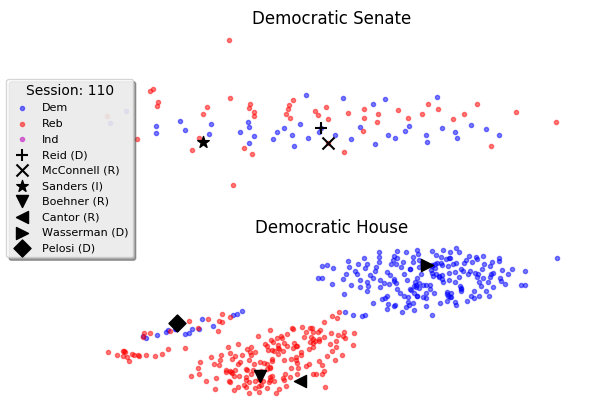 Democratic Senate
Session: 110
Dem
Reb
Ind
Reid (D)
McConnell (R)
Sanders (I)
Boehner (R)
Cantor (R)
Wasserman (D)
Pelosi (D)
Democratic House